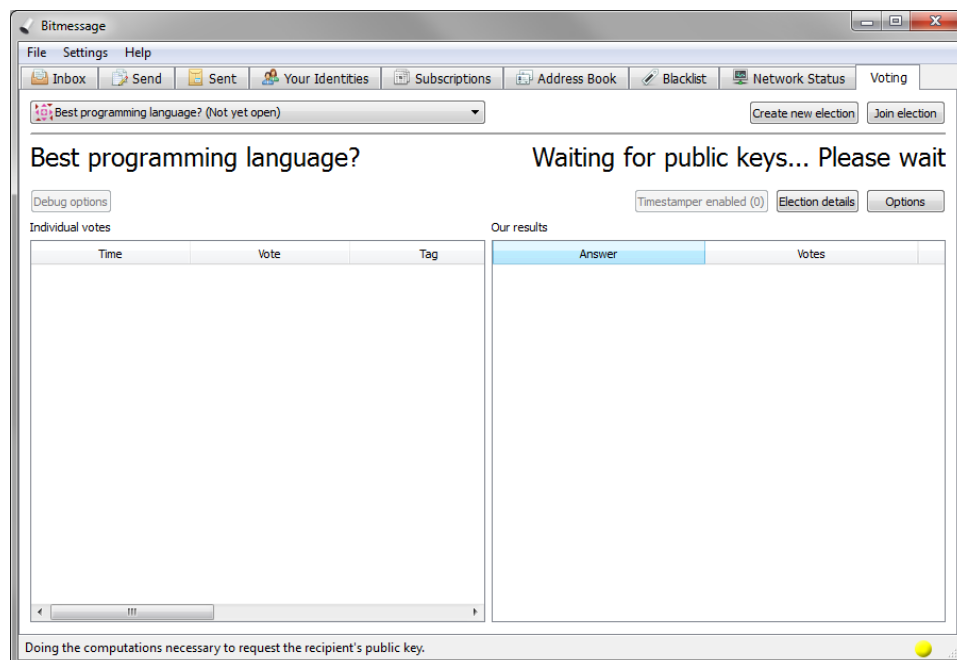 Bitmessage
File Settings Help
Inbox Send Sent Your Identities Subscriptions Address Book Blacklist Network Status Voting
Best programming language? (Not yet open) Create new election Join election
Best programming language? Waiting for public keys... Please wait
Debug options Timestamper enabled (0) Election details Options
Individual votes Our results
Time Vote Tag Answer Votes
Doing the computations necessary to request the recipient's public key.